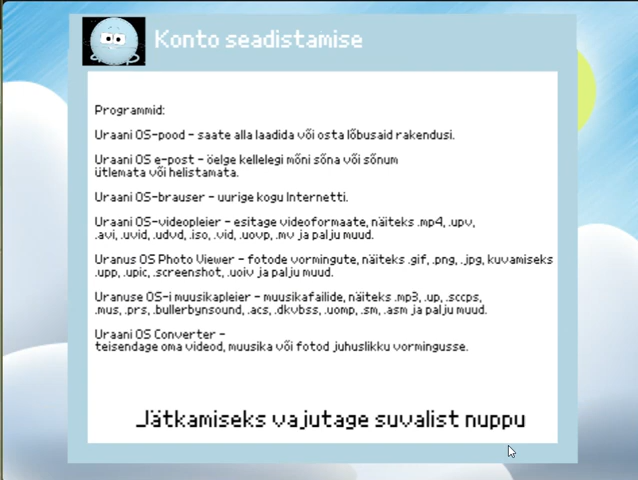 Konto seadistamise
Programmid:
Uraani OS-pood - saate alla laadida või osta lõbusaid rakendusi.
Uraani OS e-post - öelge kellelegi mõni sõna või sõnum
ütlemata või helistamata.
Uraani OS-brauser - uurige kogu Internetti.
Uraani OS-videopleier - esitage videoformaate, näiteks .mp4, .upv,
.avi, .uvid, .udvd, .iso, .vid, .uovp, .mv ja palju muud.
Uranus OS Photo Viewer - fotode vormingute, näiteks .gif, .png, .jpg, kuvamiseks
.upp, .upic, .screenshot, .uoiv ja palju muud.
Uranuse OS-i muusikapleier - muusikafailide, näiteks .mp3, .up, .sccps,
.mus, .prs, .bullerbynsound, .acs, .dkvbss, .uomp, .sm, .asm ja palju muud.
Uraani OS Converter -
teisendage oma videod, muusika või fotod juhuslikku vormingusse.
Jätkamiseks vajutage suvalist nuppu